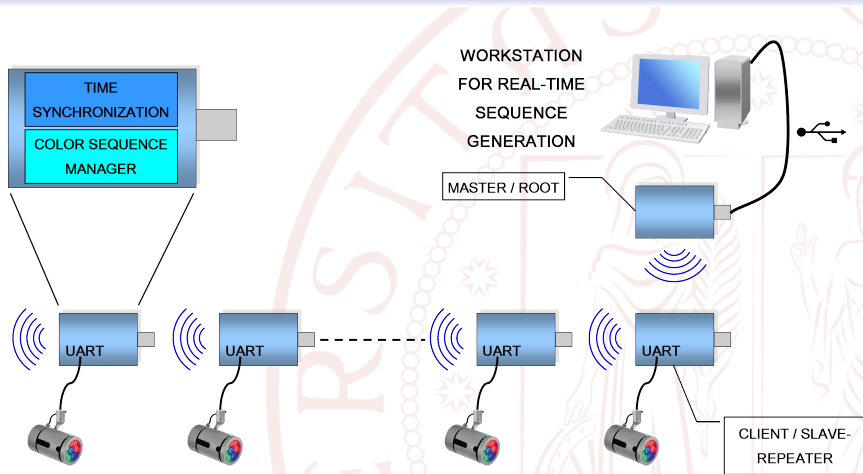 WORKSTATION
FOR REAL-TIME
SEQUENCE
GENERATION
TIME
SYNCHRONIZATION
COLOR SEQUENCE
MANAGER
MASTER / ROOT
UART
UART
UART
UART
CLIENT / SLAVE-
REPEATER